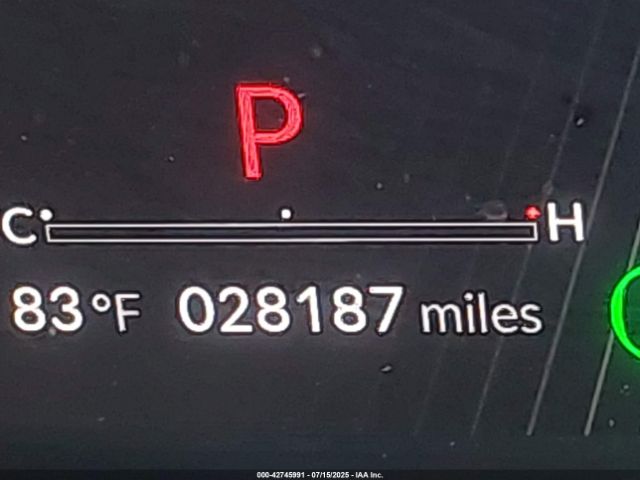 P
C H
83°F 028187 miles
000-42745991 - 07/15/2025 - IAA Inc.